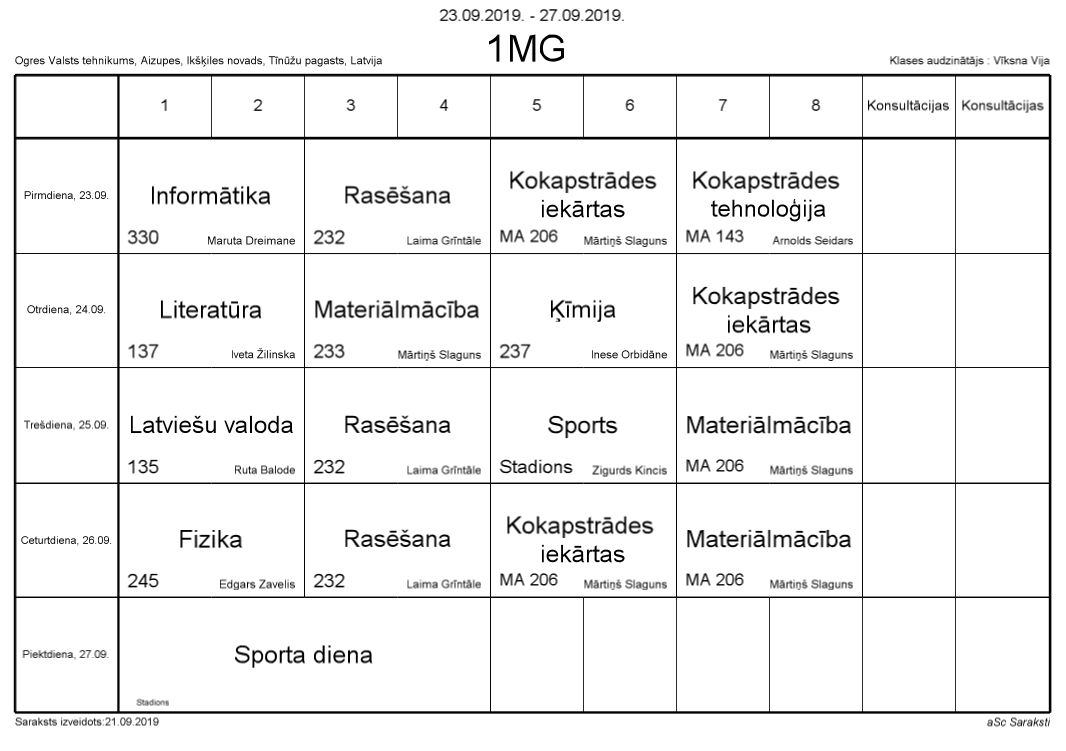 23.09.2019. - 27.09.2019.
1MG
Ogres Valsts tehnikums, Aizupes, Ikšķiles novads, Tīnūžu pagasts, Latvija
Klases audzinātājs : Vīksna Vija
1 2 3 4 5 6 7 8 Konsultācijas Konsultācijas
Pirmdiena, 23.09.
Informātika
330 Maruta Dreimane
Rasēšana
232 Laima Grīntāle
Kokapstrādes
iekārtas
MA 206 Mārtiņš Slaguns
Kokapstrādes
tehnoloģija
MA 143 Arnolds Seidars
Otrdiena, 24.09.
Literatūra
137 Iveta Žilinska
Materiālmācība
233 Mārtiņš Slaguns
Ķīmija
237 Inese Orbidāne
Kokapstrādes
iekārtas
MA 206 Mārtiņš Slaguns
Trešdiena, 25.09.
Latviešu valoda
135 Ruta Balode
Rasēšana
232 Laima Grīntāle
Sports
Stadions Zigurds Kincis
Materiālmācība
MA 206 Mārtiņš Slaguns
Ceturtdiena, 26.09.
Fizika
245 Edgars Zavelis
Rasēšana
232 Laima Grīntāle
Kokapstrādes
iekārtas
MA 206 Mārtiņš Slaguns
Materiālmācība
MA 206 Mārtiņš Slaguns
Piektdiena, 27.09.
Sporta diena
Stadions
Saraksts izveidots:21.09.2019
aSc Saraksti